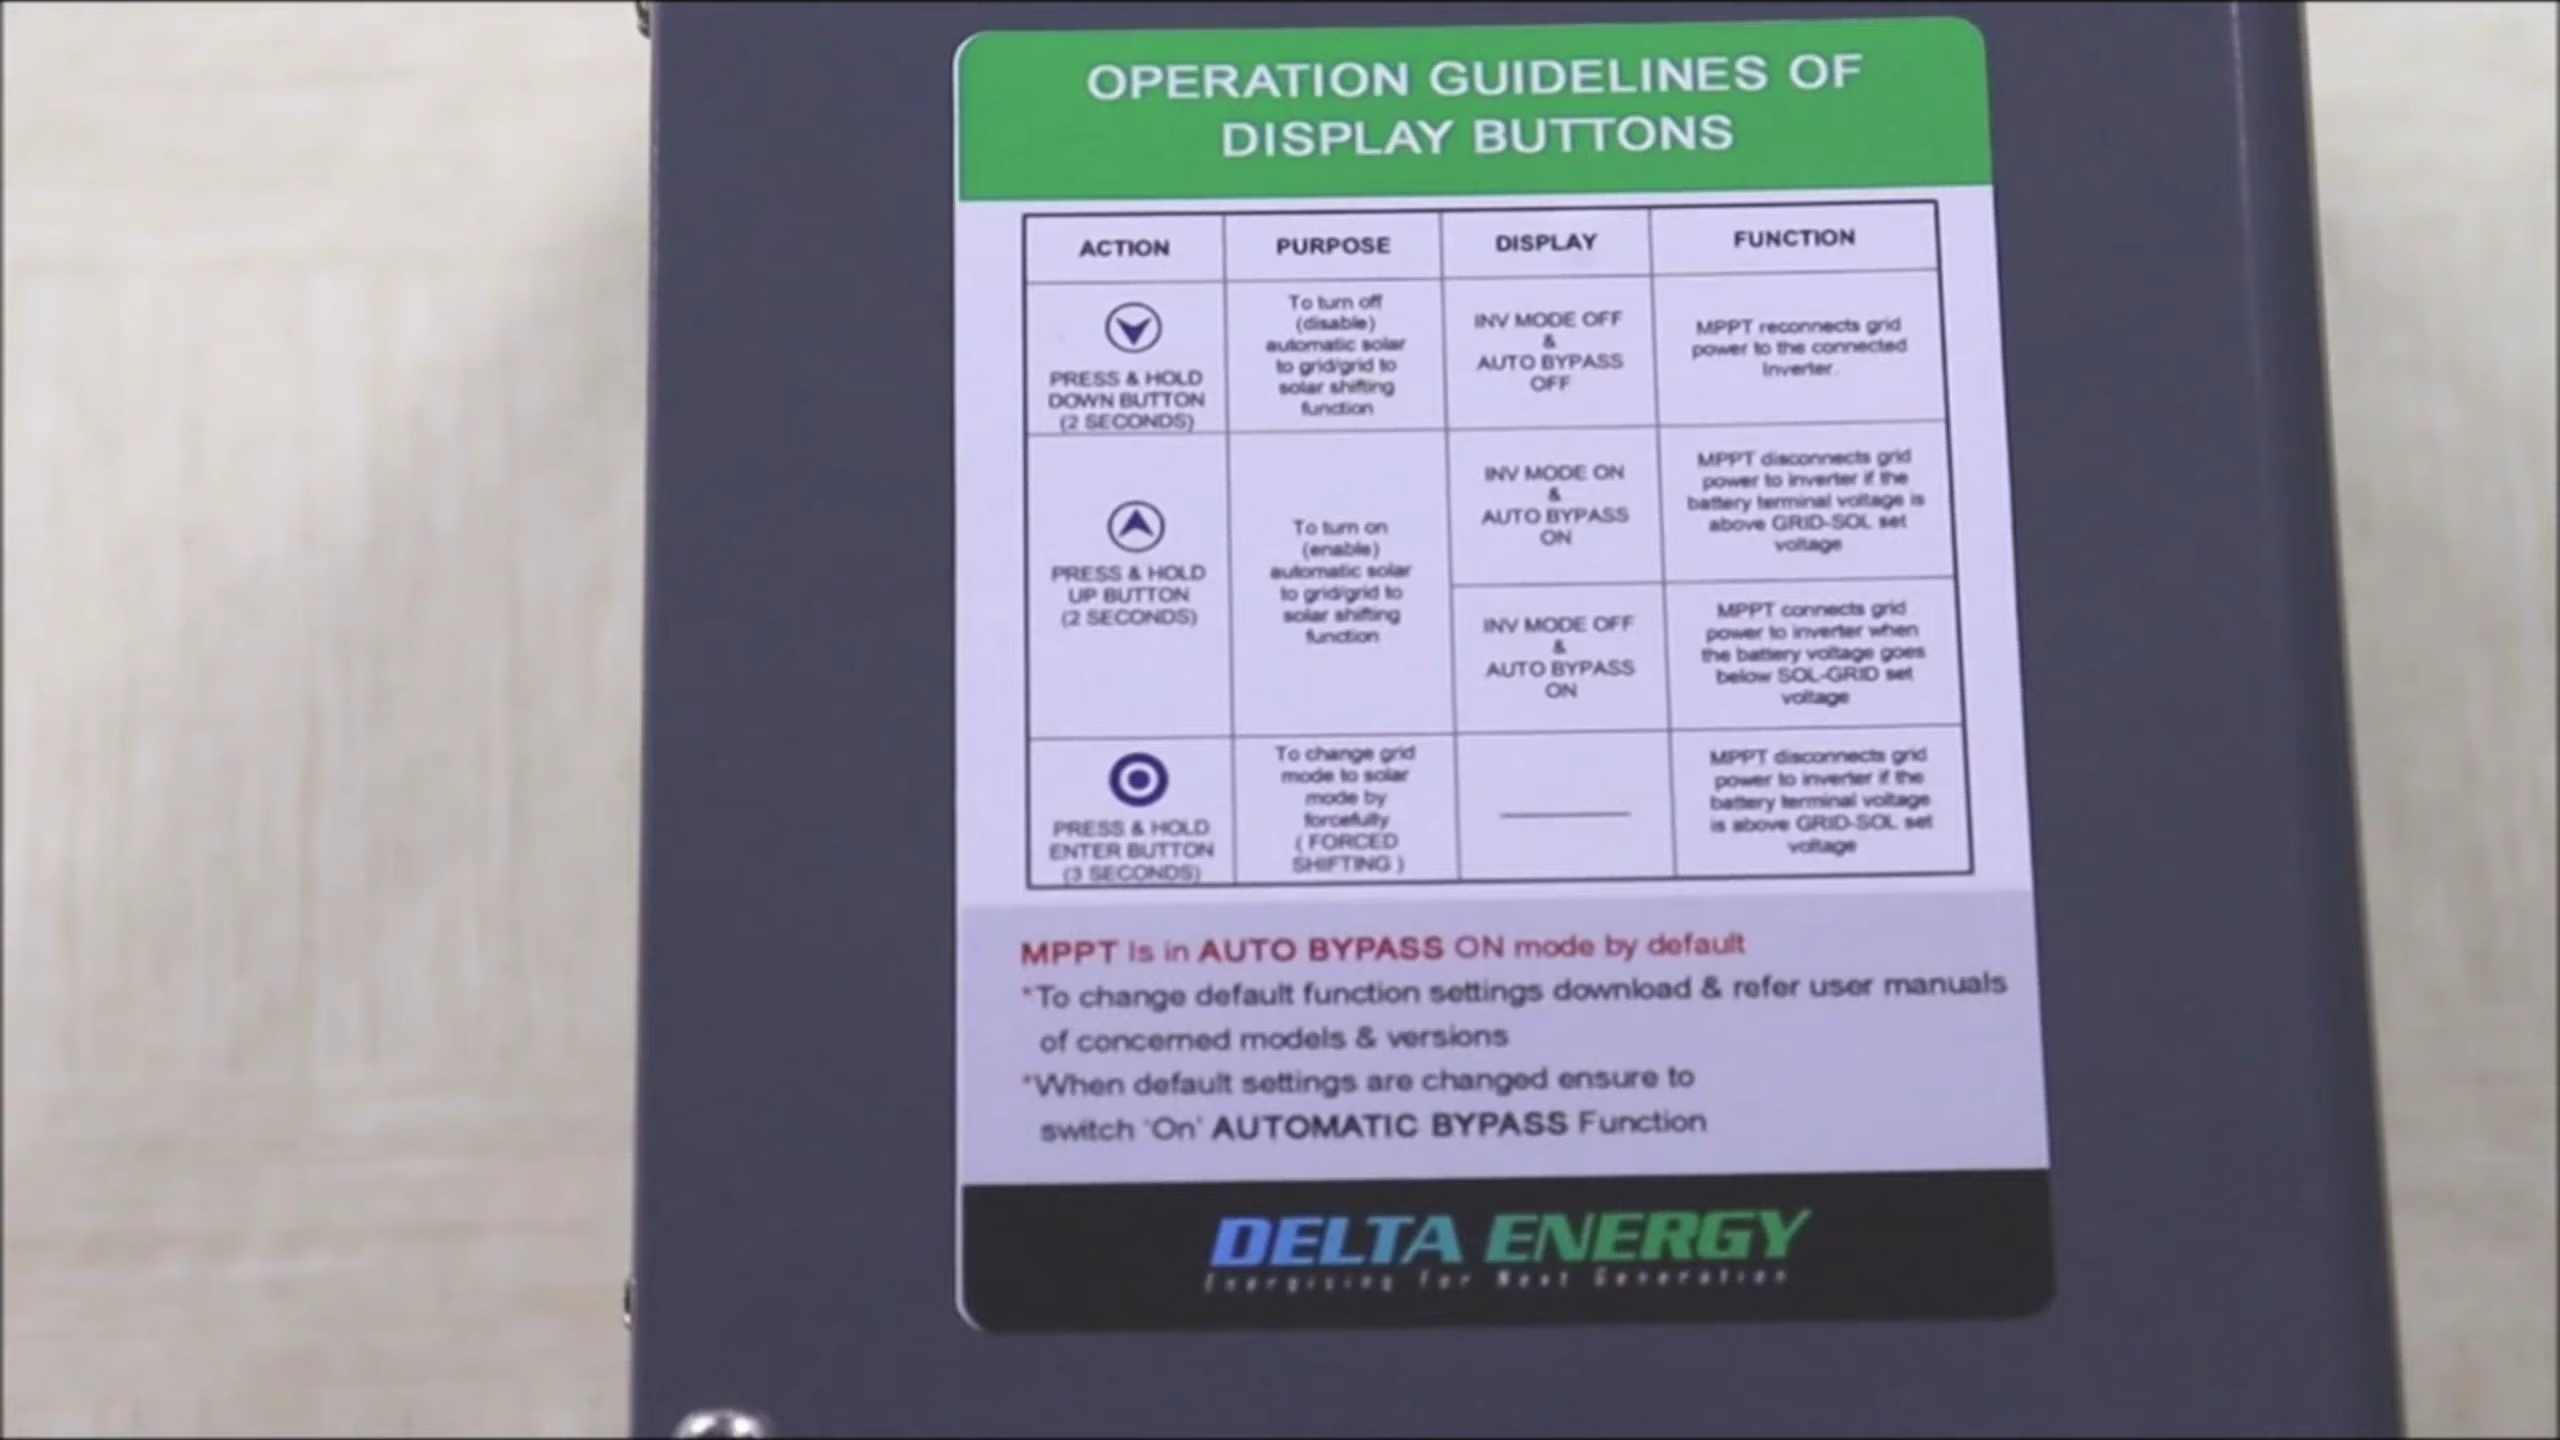 OPERATION GUIDELINES OF
DISPLAY BUTTONS
ACTION
PURPOSE
DISPLAY
FUNCTION
PRESS & HOLD
DOWN BUTTON
(2 SECONDS)
To turn off
(disable)
automatic solar
to grid/grid to
solar shifting
function
INV MODE OFF
&
AUTO BYPASS
OFF
MPPT reconnects grid
power to the connected
Inverter.
PRESS & HOLD
UP BUTTON
(2 SECONDS)
To turn on
(enable)
automatic solar
to grid/grid to
solar shifting
function
INV MODE ON
&
AUTO BYPASS
ON
MPPT disconnects grid
power to inverter if the
battery terminal voltage is
above GRID-SOL set
voltage
INV MODE OFF
&
AUTO BYPASS
ON
MPPT connects grid
power to inverter when
the battery voltage goes
below SOL-GRID set
voltage
PRESS & HOLD
ENTER BUTTON
(3 SECONDS)
To change grid
mode to solar
mode by
forcefully
( FORCED
SHIFTING )
MPPT disconnects grid
power to inverter if the
battery terminal voltage
is above GRID-SOL set
voltage
MPPT Is in AUTO BYPASS ON mode by default
*To change default function settings download & refer user manuals
of concerned models & versions
*When default settings are changed ensure to
switch 'On' AUTOMATIC BYPASS Function
DELTA ENERGY
Energising For Next Generation